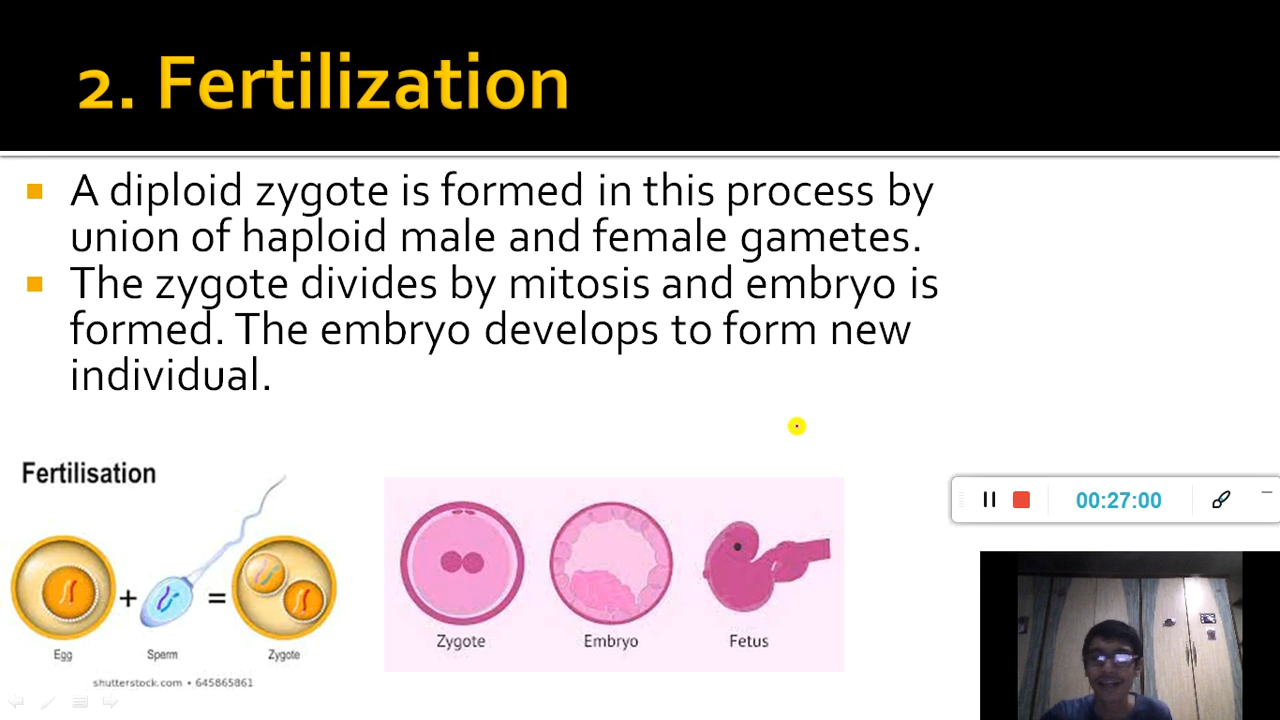 2. Fertilization
A diploid zygote is formed in this process by
union of haploid male and female gametes.
The zygote divides by mitosis and embryo is
formed. The embryo develops to form new
individual.
Fertilisation
+ =
Egg Sperm Zygote
shutterstock.com • 645865861
Zygote Embryo Fetus
00:27:00